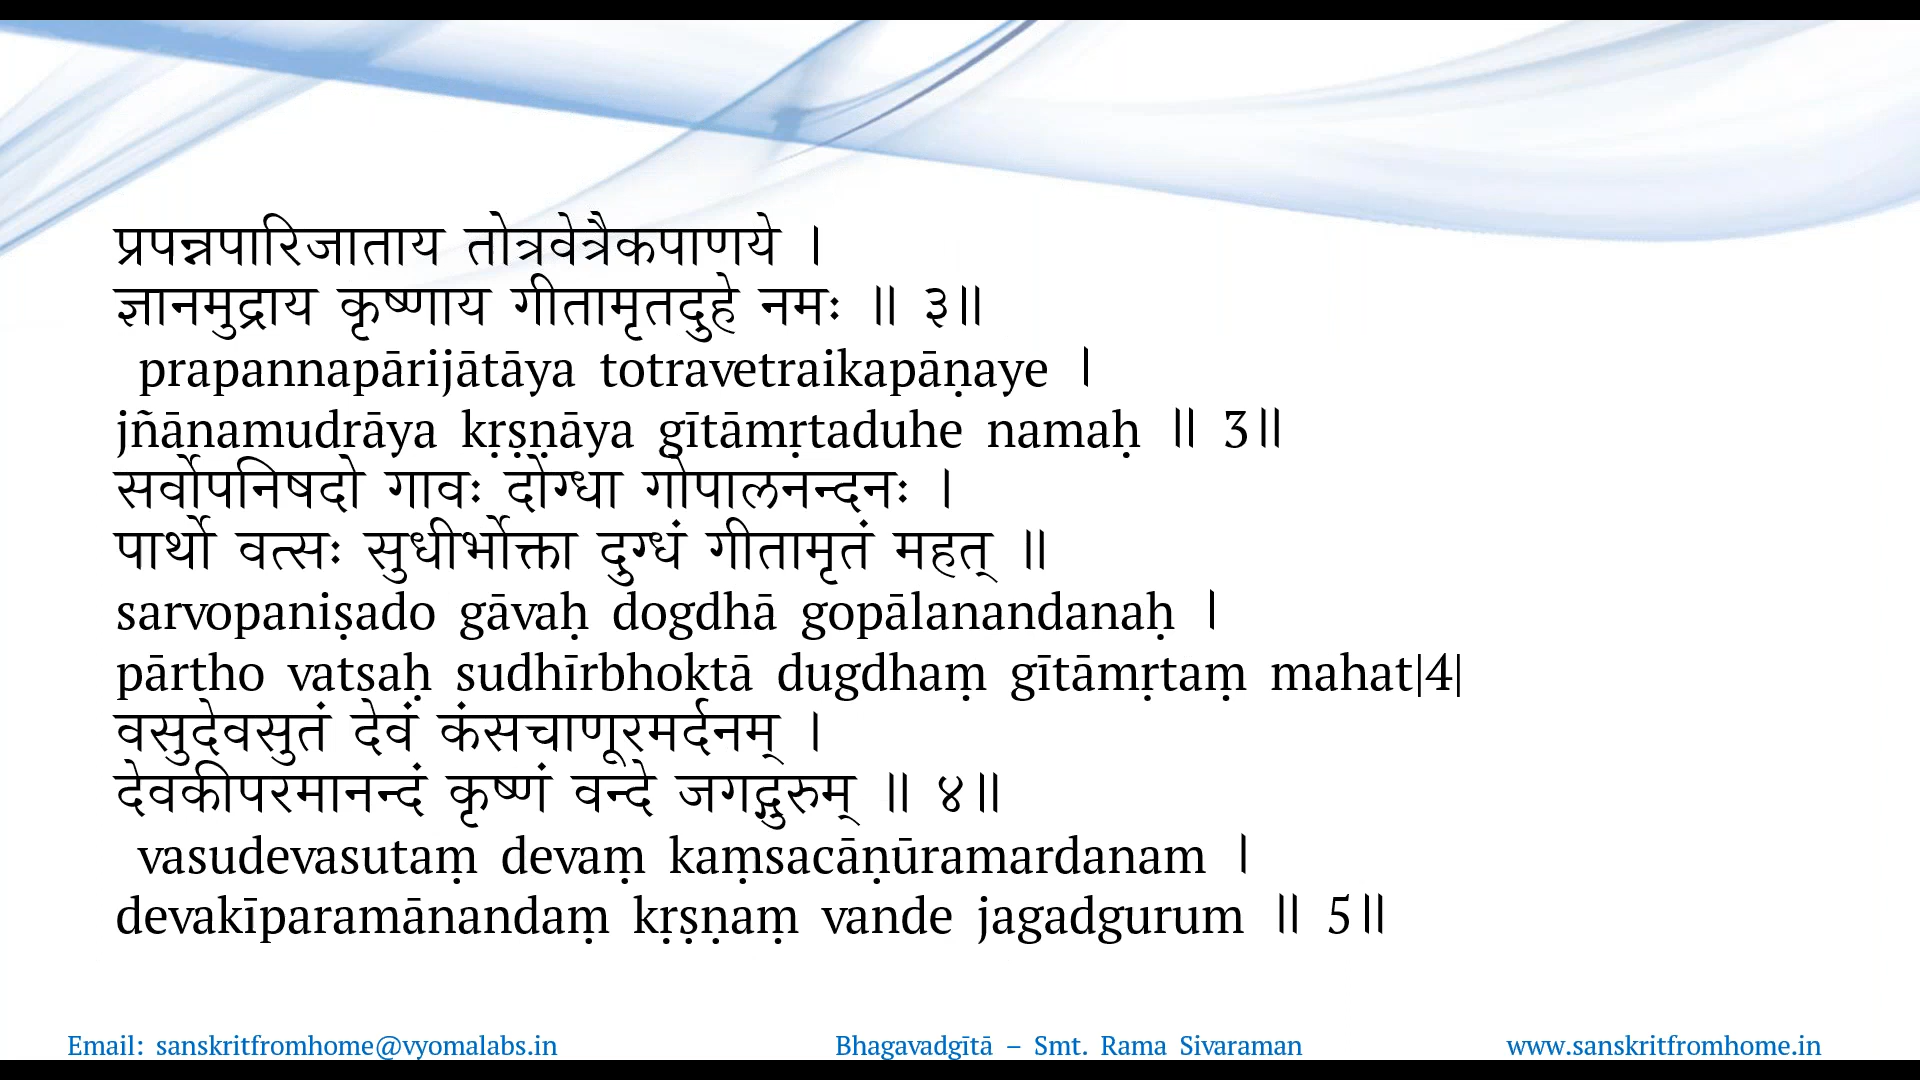 प्रपन्नपारिजाताय तोत्रवेत्रैकपाणये ।
ज्ञानमुद्राय कृष्णाय गीतामृतदुहे नमः ॥ ३॥
prapannapārijātāya totravetraikapāṇaye ।
jñānamudrāya kṛṣṇāya gītāmṛtaduhe namaḥ ॥ 3॥
सर्वोपनिषदो गावः दोग्धा गोपालनन्दनः ।
पार्थो वत्सः सुधीर्भोक्ता दुग्धं गीतामृतं महत् ॥
sarvopaniṣado gāvaḥ dogdhā gopālanandanaḥ ।
pārtho vatsaḥ sudhīrbhoktā dugdhaṃ gītāmṛtaṃ mahat|4|
वसुदेवसुतं देवं कंसचाणूरमर्दनम् ।
देवकीपरमानन्दं कृष्णं वन्दे जगद्गुरुम् ॥ ४॥
vasudevasutaṃ devaṃ kaṃsacāṇūramardanam ।
devakīparamānandaṃ kṛṣṇaṃ vande jagadgurum ॥ 5॥
Email: sanskritfromhome@vyomalabs.in Bhagavadgītā – Smt. Rama Sivaraman www.sanskritfromhome.in